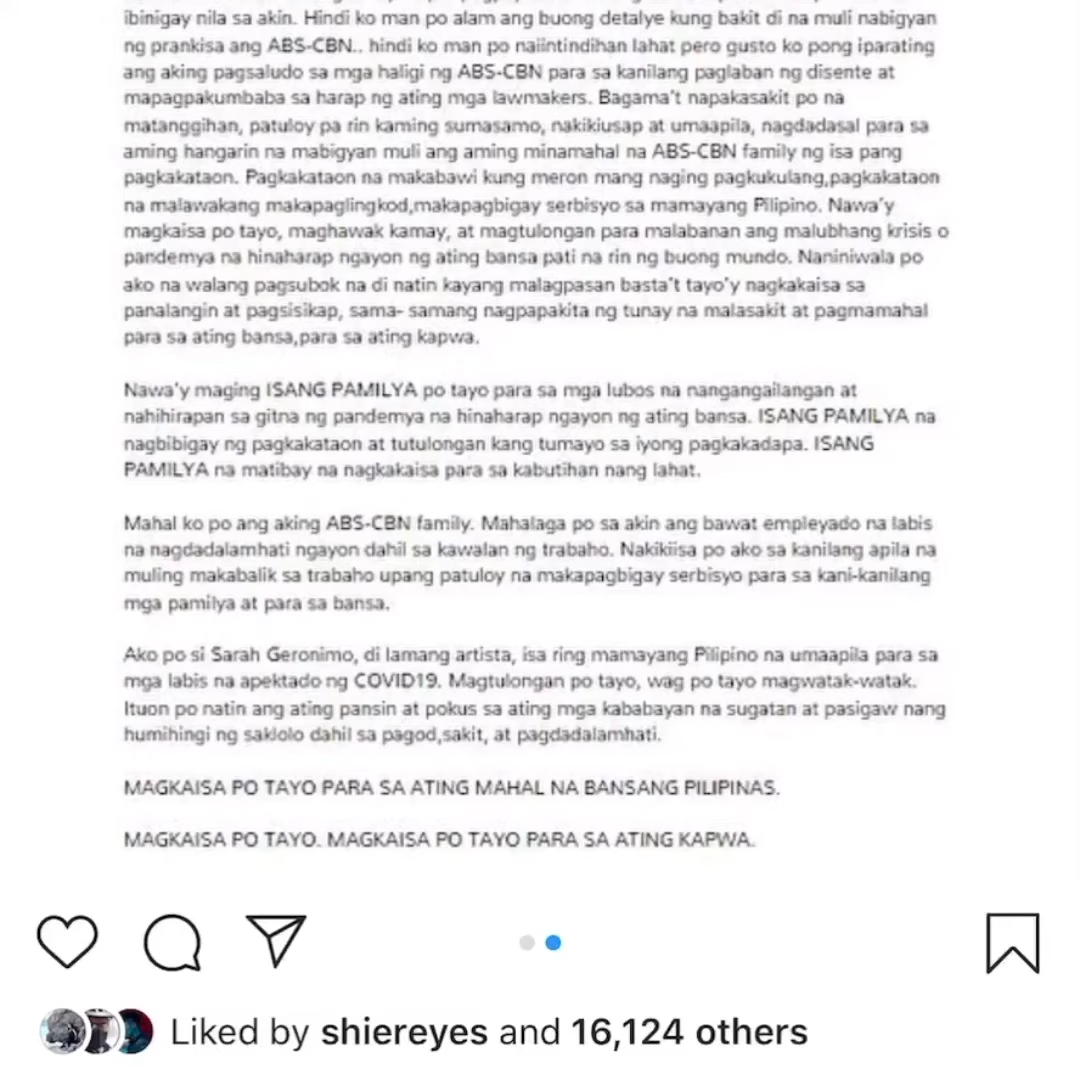 ibinigay nila sa akin. Hindi ko man po alam ang buong detalye kung bakit di na muli nabigyan
ng prankisa ang ABS-CBN.. hindi ko man po naiintindihan lahat pero gusto ko pong iparating
ang aking pagsaludo sa mga haligi ng ABS-CBN para sa kanilang paglaban ng disente at
mapagpakumbaba sa harap ng ating mga lawmakers. Bagama't napakasakit po na
matanggihan, patuloy pa rin kaming sumasamo, nakikiusap at umaapila, nagdadasal para sa
aming hangarin na mabigyan muli ang aming minamahal na ABS-CBN family ng isa pang
pagkakataon. Pagkakataon na makabawi kung meron mang naging pagkukulang,pagkakataon
na malawakang makapaglingkod,makapagbigay serbisyo sa mamayang Pilipino. Nawa'y
magkaisa po tayo, maghawak kamay, at magtulongan para malabanan ang malubhang krisis o
pandemya na hinaharap ngayon ng ating bansa pati na rin ng buong mundo. Naniniwala po
ako na walang pagsubok na di natin kayang malagpasan basta't tayo'y nagkakaisa sa
panalangin at pagsisikap, sama- samang nagpapakita ng tunay na malasakit at pagmamahal
para sa ating bansa,para sa ating kapwa.
Nawa'y maging ISANG PAMILYA po tayo para sa mga lubos na nangangailangan at
nahihirapan sa gitna ng pandemya na hinaharap ngayon ng ating bansa. ISANG PAMILYA na
nagbibigay ng pagkakataon at tutulongan kang tumayo sa iyong pagkakadapa. ISANG
PAMILYA na matibay na nagkakaisa para sa kabutihan nang lahat.
Mahal ko po ang aking ABS-CBN family. Mahalaga po sa akin ang bawat empleyado na labis
na nagdadalamhati ngayon dahil sa kawalan ng trabaho. Nakikiisa po ako sa kanilang apila na
muling makabalik sa trabaho upang patuloy na makapagbigay serbisyo para sa kani-kanilang
mga pamilya at para sa bansa.
Ako po si Sarah Geronimo, di lamang artista, isa ring mamayang Pilipino na umaapila para sa
mga labis na apektado ng COVID19. Magtulongan po tayo, wag po tayo magwatak-watak.
Ituon po natin ang ating pansin at pokus sa ating mga kababayan na sugatan at pasigaw nang
humihingi ng saklolo dahil sa pagod,sakit, at pagdadalamhati.
MAGKAISA PO TAYO PARA SA ATING MAHAL NA BANSANG PILIPINAS.
MAGKAISA PO TAYO. MAGKAISA PO TAYO PARA SA ATING KAPWA.
Liked by shiereyes and 16,124 others